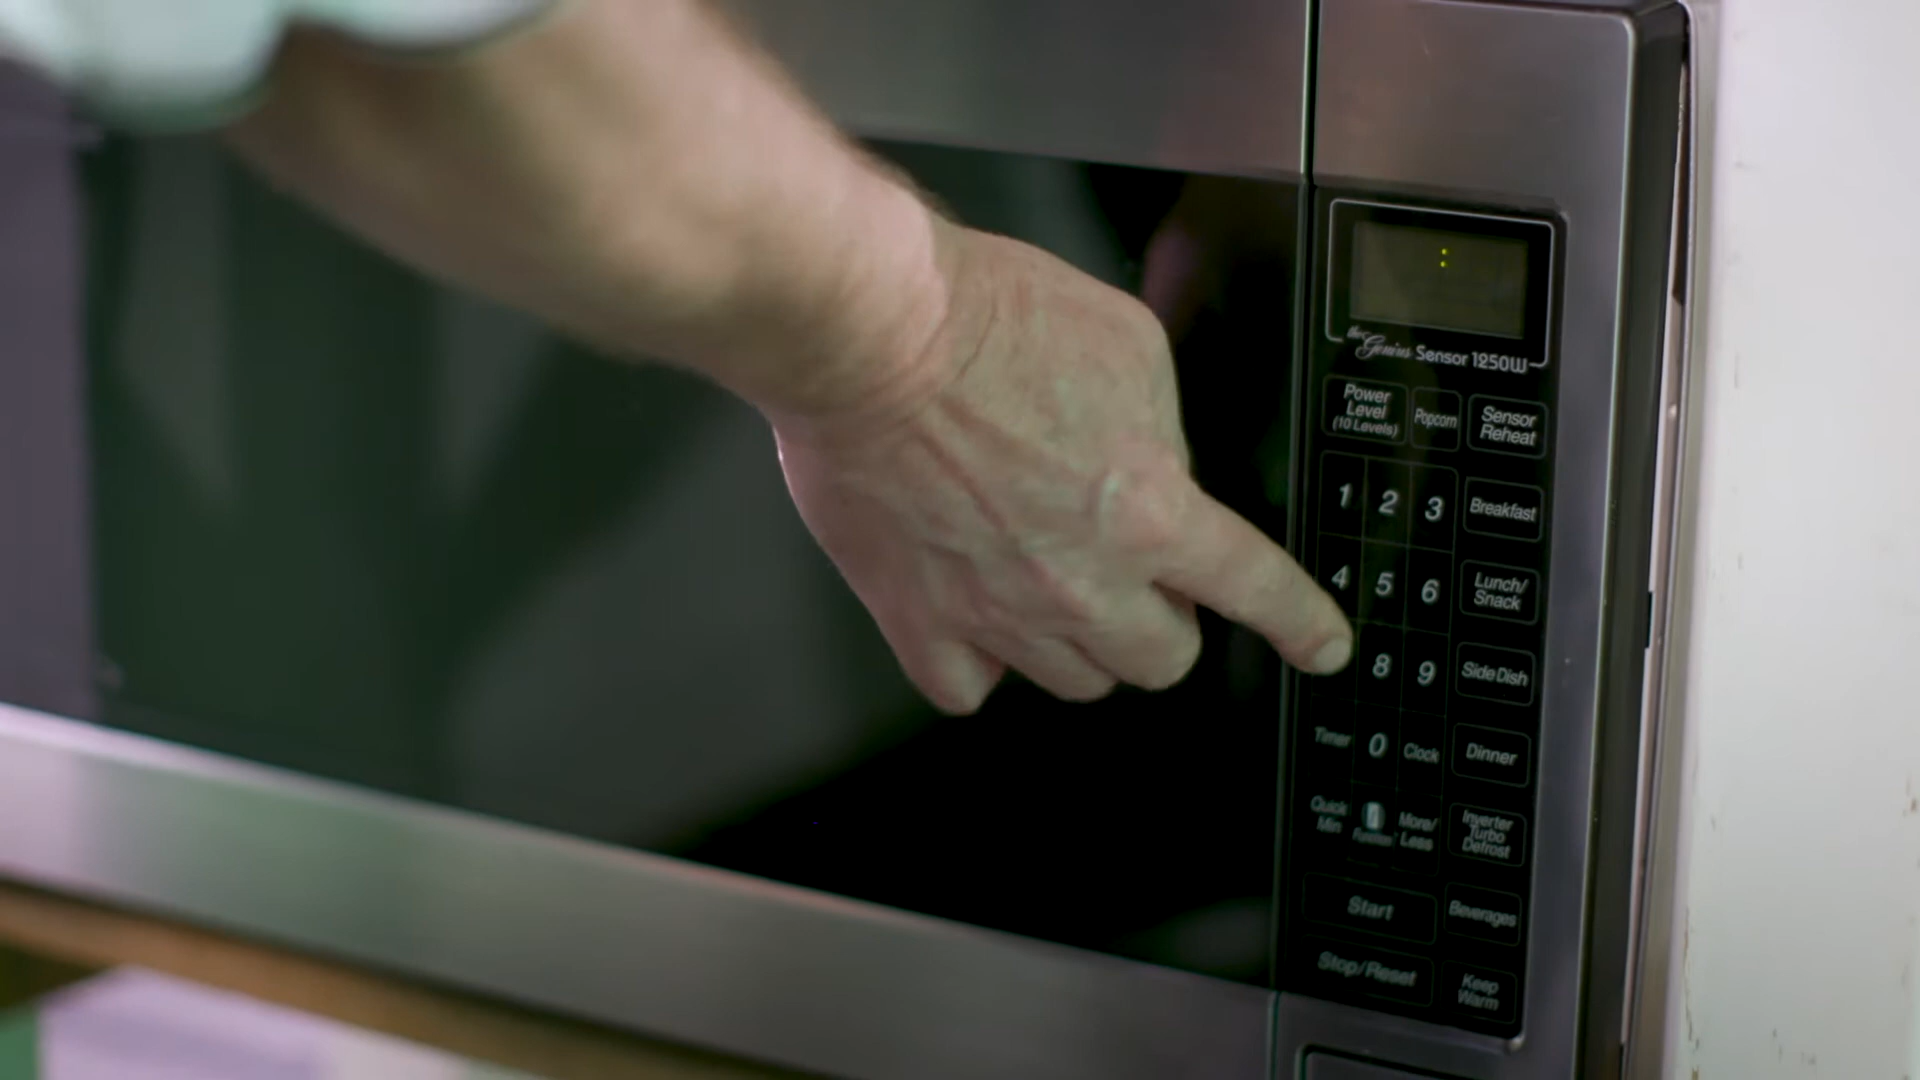 :
the Genius Sensor 1250W
Power
Level
(10 Levels)
Popcorn
Sensor
Reheat
1 2 3
Breakfast
4 5 6
Lunch/
Snack
8 9
Side Dish
Timer 0 Clock
Dinner
Quick
Min
Function
More/
Less
Inverter
Turbo
Defrost
Start
Beverages
Stop/Reset
Keep
Warm